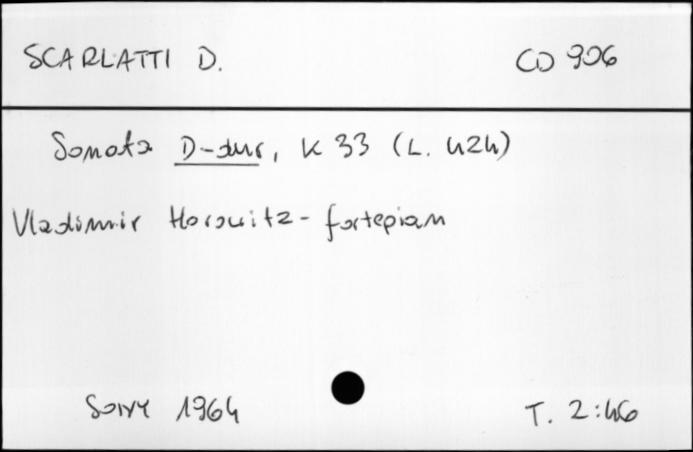 SCARLATTI D. CD 906
Sonata D-dur, K 33 (L. 424)
Vladimir Horowitz - fortepian
Sony 1964 T. 2:46